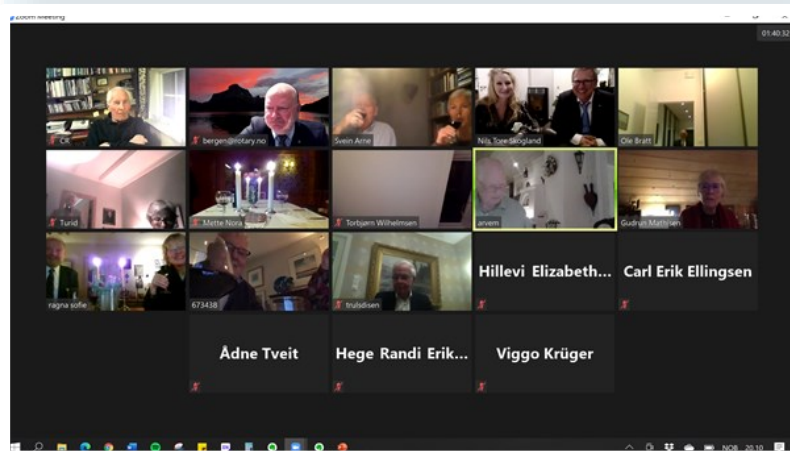 Zoom Meeting
01:40:32
CR
bergen@rotary.no
Svein Arne
Nils Tore Skogland
Ole Bratt
Turid
Mette Nora
Torbjørn Wilhelmsen
arvem
Gudrun Mathisen
ragna sofie
673438
trulsdisen
Hillevi Elizabeth...
Carl Erik Ellingsen
Ådne Tveit
Hege Randi Erik...
Viggo Krüger
NOB 20.10